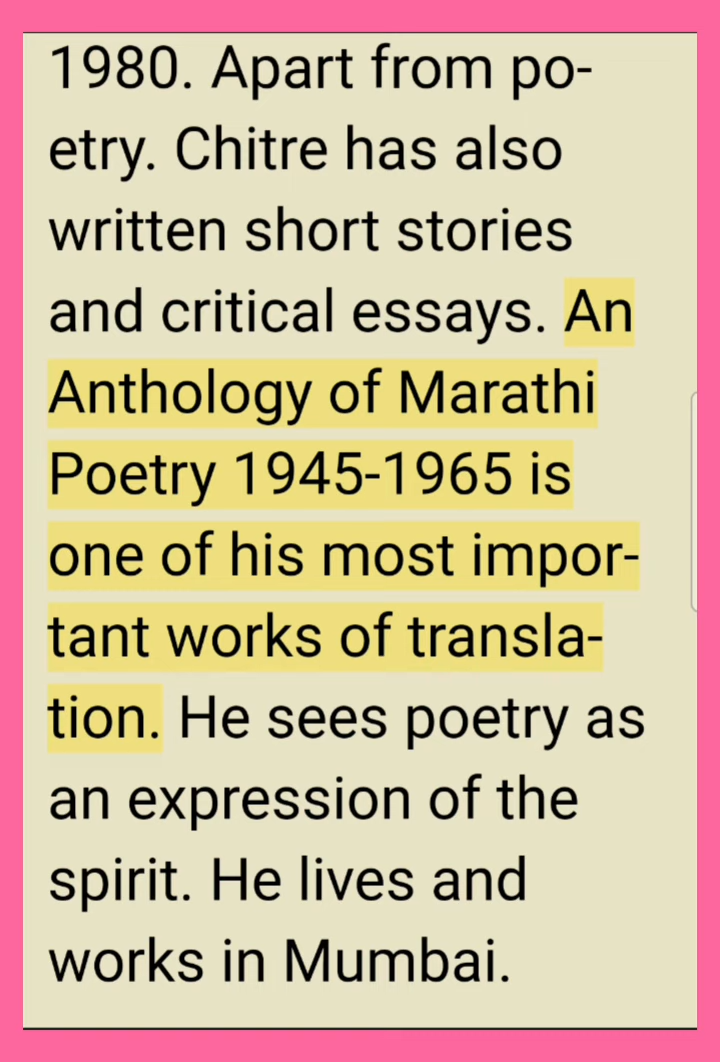 1980. Apart from po-
etry. Chitre has also
written short stories
and critical essays. An
Anthology of Marathi
Poetry 1945-1965 is
one of his most impor-
tant works of transla-
tion. He sees poetry as
an expression of the
spirit. He lives and
works in Mumbai.